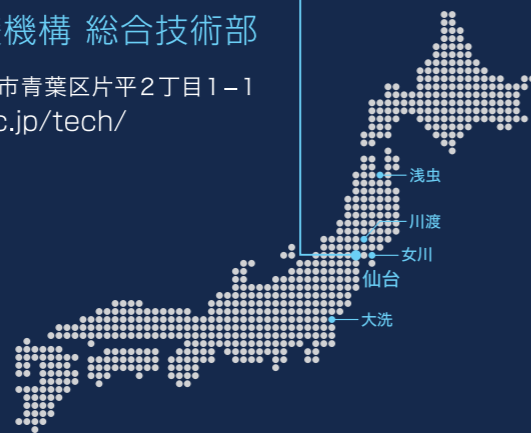 機構 総合技術部
市青葉区片平2丁目1–1
c.jp/tech/
浅虫
川渡
女川
仙台
大洗